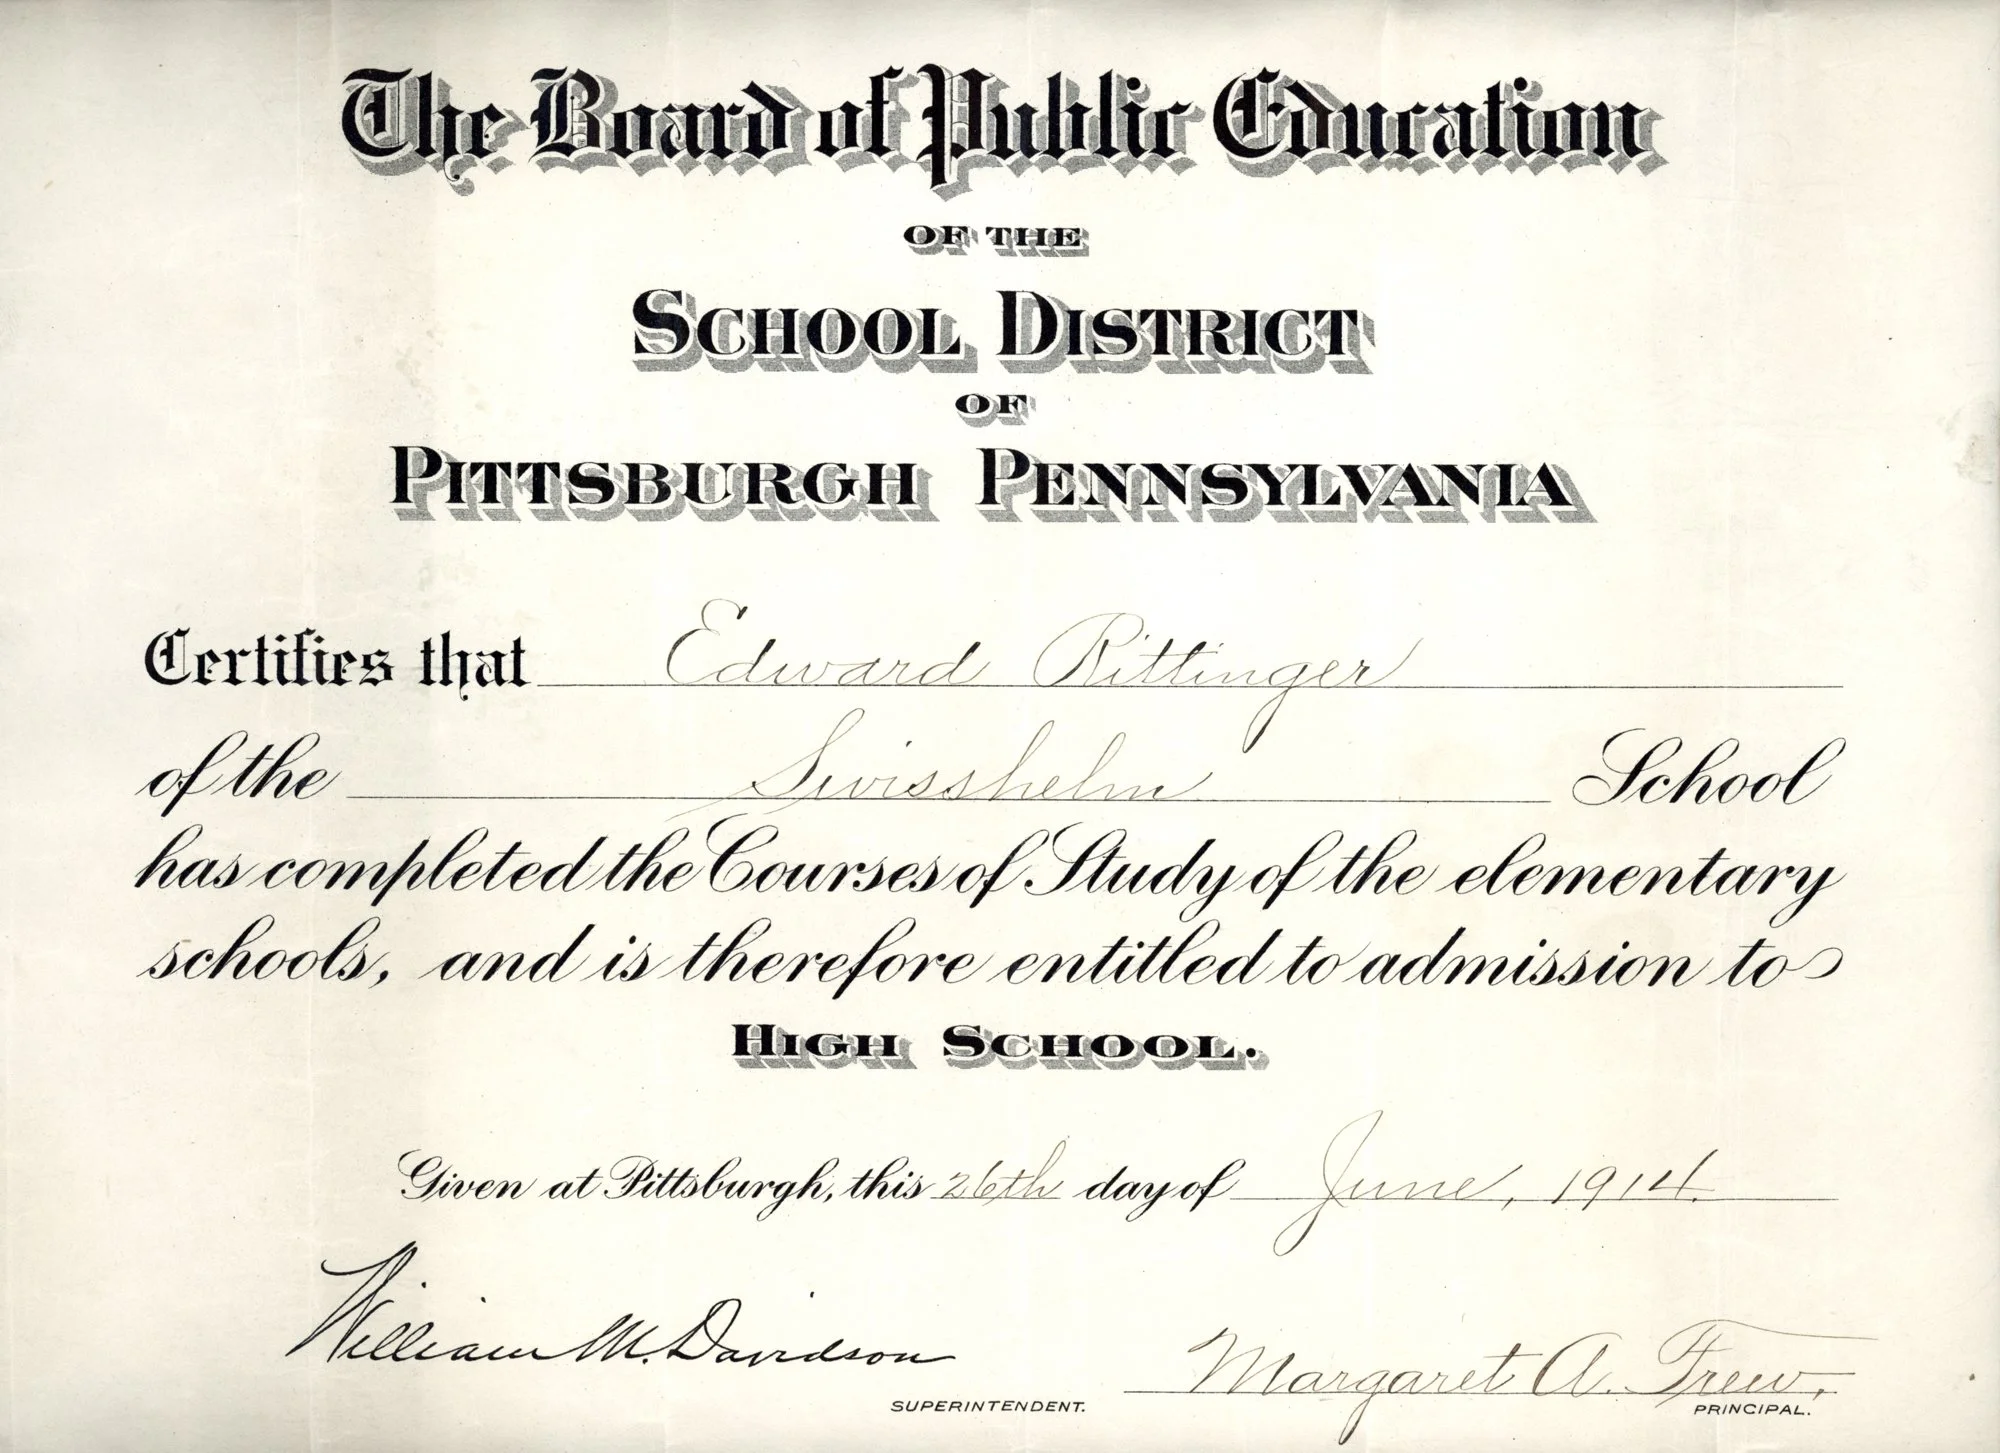 The Board of Public Education
OF THE
SCHOOL DISTRICT
OF
PITTSBURGH PENNSYLVANIA
Certifies that Edward Rittinger
of the Swisshelm School
has completed the Courses of Study of the elementary
schools, and is therefore entitled to admission to
HIGH SCHOOL.
Given at Pittsburgh, this 26th day of June, 1914.
William M. Davidson
SUPERINTENDENT.
Margaret A. Frew,
PRINCIPAL.